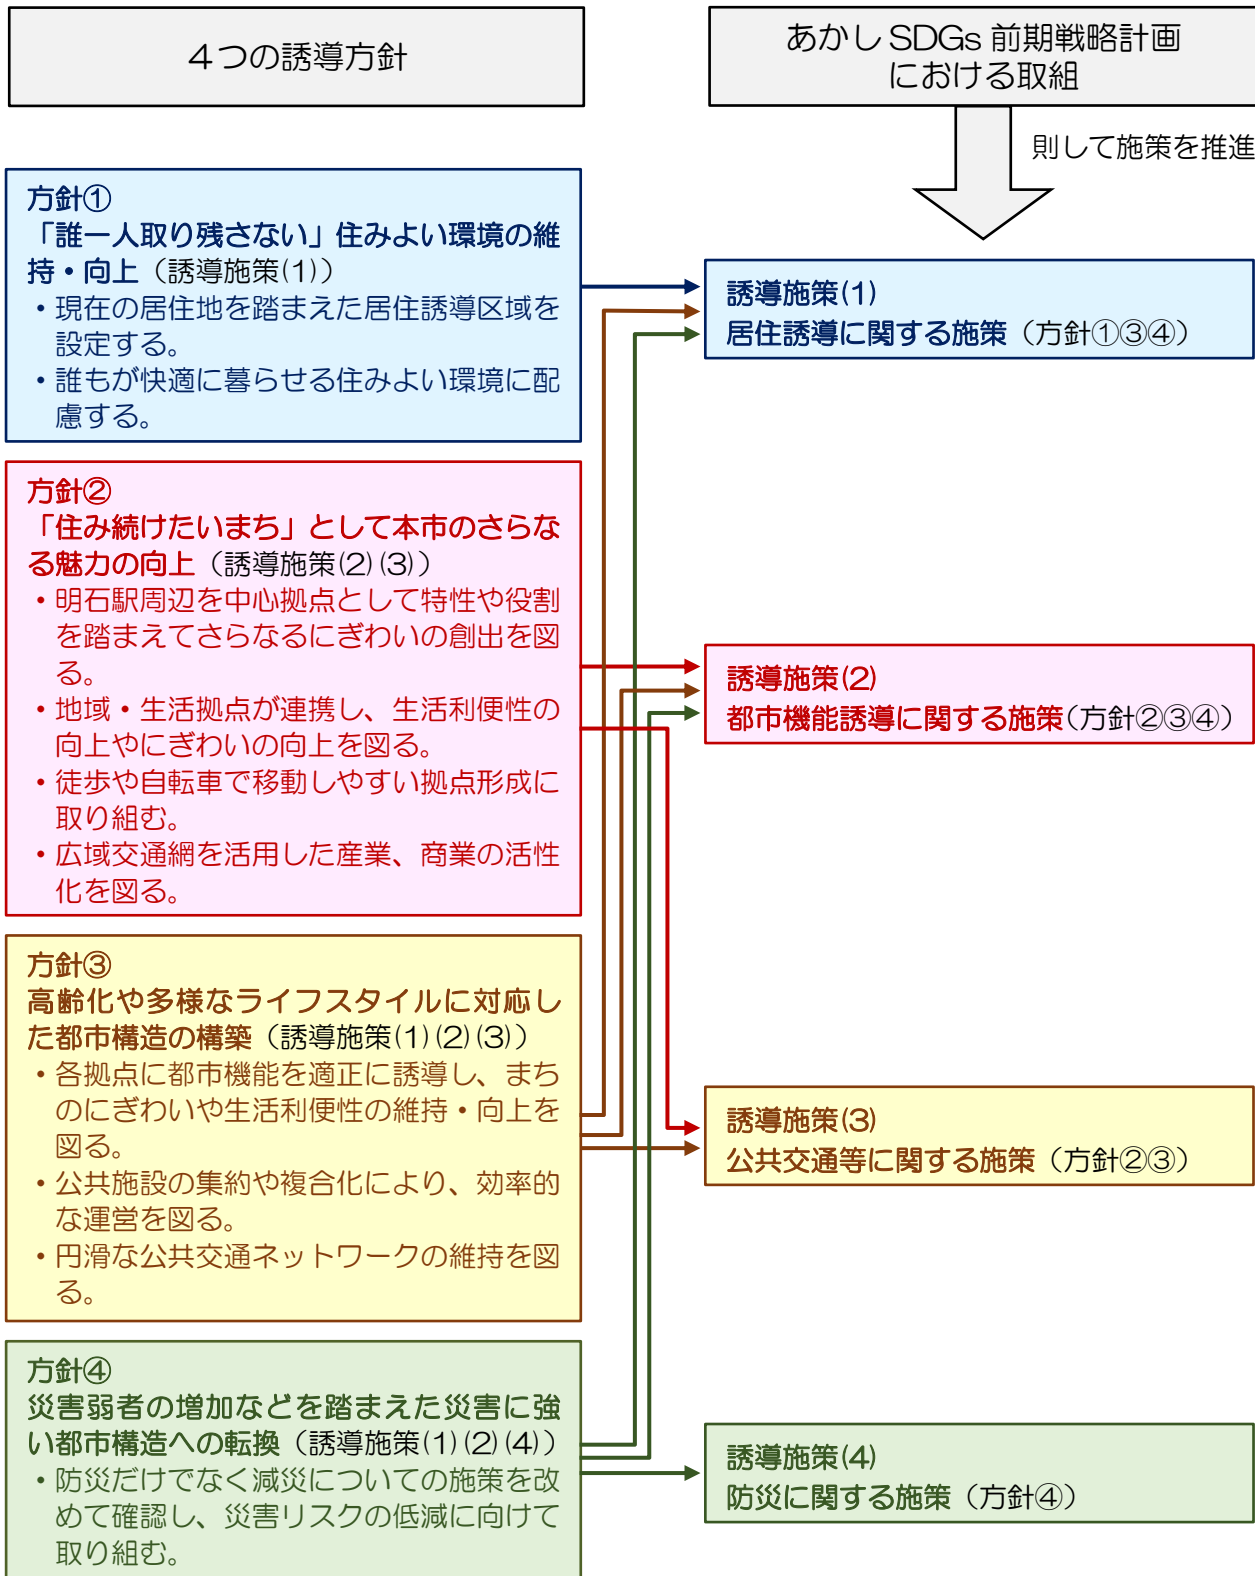 4つの誘導方針
あかし SDGs 前期戦略計画
における取組
則して施策を推進
方針①
「誰一人取り残さない」住みよい環境の維
持・向上（誘導施策(1)）
・現在の居住地を踏まえた居住誘導区域を
設定する。
・誰もが快適に暮らせる住みよい環境に配
慮する。
方針②
「住み続けたいまち」として本市のさらな
る魅力の向上（誘導施策(2)(3)）
・明石駅周辺を中心拠点として特性や役割
を踏まえてさらなるにぎわいの創出を図
る。
・地域・生活拠点が連携し、生活利便性の
向上やにぎわいの向上を図る。
・徒歩や自転車で移動しやすい拠点形成に
取り組む。
・広域交通網を活用した産業、商業の活性
化を図る。
方針③
高齢化や多様なライフスタイルに対応し
た都市構造の構築（誘導施策(1)(2)(3)）
・各拠点に都市機能を適正に誘導し、まち
のにぎわいや生活利便性の維持・向上を
図る。
・公共施設の集約や複合化により、効率的
な運営を図る。
・円滑な公共交通ネットワークの維持を図
る。
方針④
災害弱者の増加などを踏まえた災害に強
い都市構造への転換（誘導施策(1)(2)(4)）
・防災だけでなく減災についての施策を改
めて確認し、災害リスクの低減に向けて
取り組む。
誘導施策(1)
居住誘導に関する施策（方針①③④）
誘導施策(2)
都市機能誘導に関する施策(方針②③④)
誘導施策(3)
公共交通等に関する施策（方針②③）
誘導施策(4)
防災に関する施策（方針④）